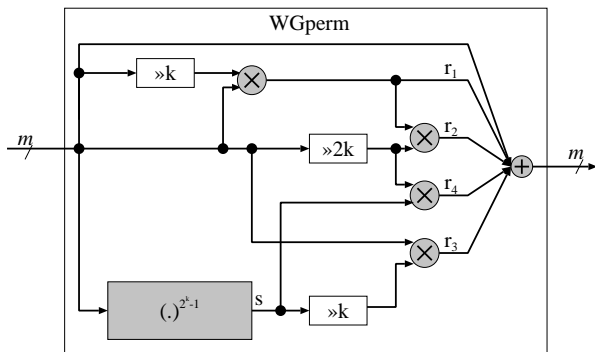 WGperm
»k
r₁
m
»2k
r₂
m
r₄
r₃
(.)^{2^k-1}
s
»k